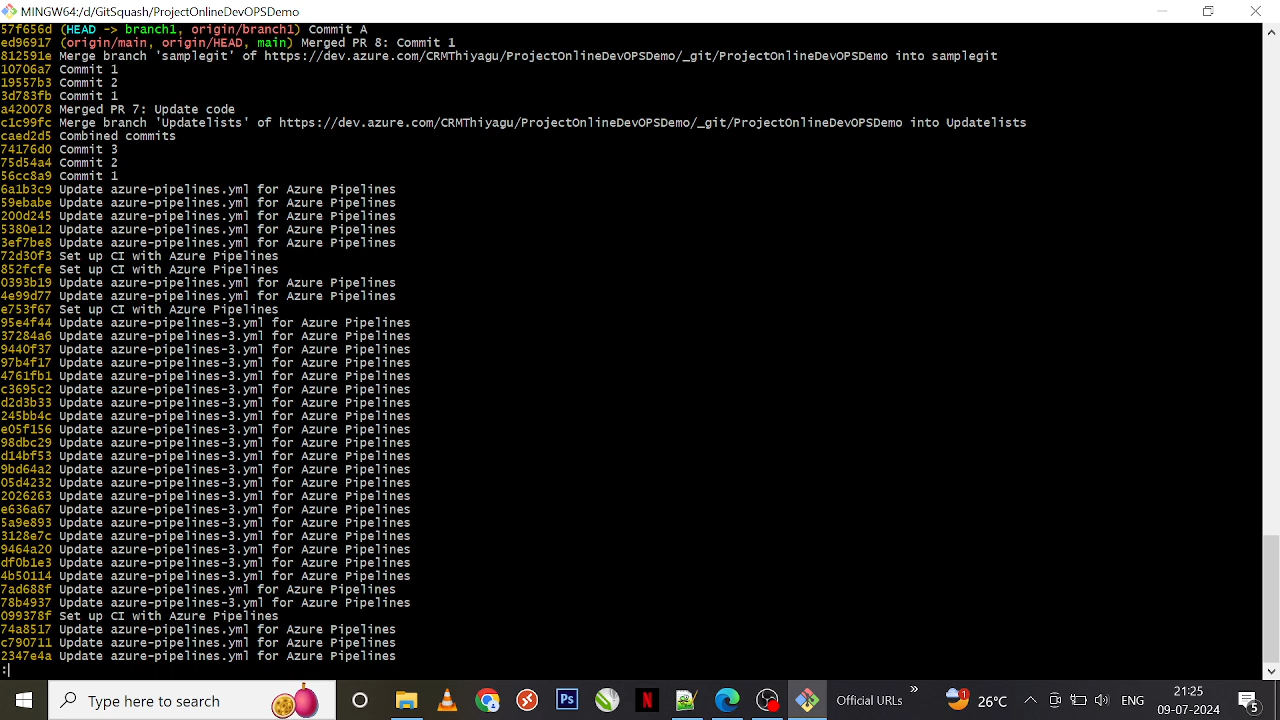 MINGW64:/d/GitSquash/ProjectOnlineDevOPSDemo
57f656d (HEAD -> branch1, origin/branch1) Commit A
ed96917 (origin/main, origin/HEAD, main) Merged PR 8: Commit 1
812591e Merge branch 'samplegit' of https://dev.azure.com/CRMThiyagu/ProjectOnlineDevOPSDemo/_git/ProjectOnlineDevOPSDemo into samplegit
10706a7 Commit 1
19557b3 Commit 2
3d783fb Commit 1
a420078 Merged PR 7: Update code
c1c99fc Merge branch 'Updatelists' of https://dev.azure.com/CRMThiyagu/ProjectOnlineDevOPSDemo/_git/ProjectOnlineDevOPSDemo into Updatelists
caed2d5 Combined commits
74176d0 Commit 3
75d54a4 Commit 2
56cc8a9 Commit 1
6a1b3c9 Update azure-pipelines.yml for Azure Pipelines
59ebabe Update azure-pipelines.yml for Azure Pipelines
200d245 Update azure-pipelines.yml for Azure Pipelines
5380e12 Update azure-pipelines.yml for Azure Pipelines
3ef7be8 Update azure-pipelines.yml for Azure Pipelines
72d30f3 Set up CI with Azure Pipelines
852fcfe Set up CI with Azure Pipelines
0393b19 Update azure-pipelines.yml for Azure Pipelines
4e99d77 Update azure-pipelines.yml for Azure Pipelines
e753f67 Set up CI with Azure Pipelines
95e4f44 Update azure-pipelines-3.yml for Azure Pipelines
37284a6 Update azure-pipelines-3.yml for Azure Pipelines
9440f37 Update azure-pipelines-3.yml for Azure Pipelines
97b4f17 Update azure-pipelines-3.yml for Azure Pipelines
4761fb1 Update azure-pipelines-3.yml for Azure Pipelines
c3695c2 Update azure-pipelines-3.yml for Azure Pipelines
d2d3b33 Update azure-pipelines-3.yml for Azure Pipelines
245bb4c Update azure-pipelines-3.yml for Azure Pipelines
e05f156 Update azure-pipelines-3.yml for Azure Pipelines
98dbc29 Update azure-pipelines-3.yml for Azure Pipelines
d14bf53 Update azure-pipelines-3.yml for Azure Pipelines
9bd64a2 Update azure-pipelines-3.yml for Azure Pipelines
05d4232 Update azure-pipelines-3.yml for Azure Pipelines
2026263 Update azure-pipelines-3.yml for Azure Pipelines
e636a67 Update azure-pipelines-3.yml for Azure Pipelines
5a9e893 Update azure-pipelines-3.yml for Azure Pipelines
3128e7c Update azure-pipelines-3.yml for Azure Pipelines
9464a20 Update azure-pipelines-3.yml for Azure Pipelines
df0b1e3 Update azure-pipelines-3.yml for Azure Pipelines
4b50114 Update azure-pipelines-3.yml for Azure Pipelines
7ad688f Update azure-pipelines.yml for Azure Pipelines
78b4937 Update azure-pipelines-3.yml for Azure Pipelines
099378f Set up CI with Azure Pipelines
74a8517 Update azure-pipelines.yml for Azure Pipelines
c790711 Update azure-pipelines.yml for Azure Pipelines
2347e4a Update azure-pipelines.yml for Azure Pipelines
:
Type here to search Ps N Official URLs » 1 26°C ENG 21:25
09-07-2024 5